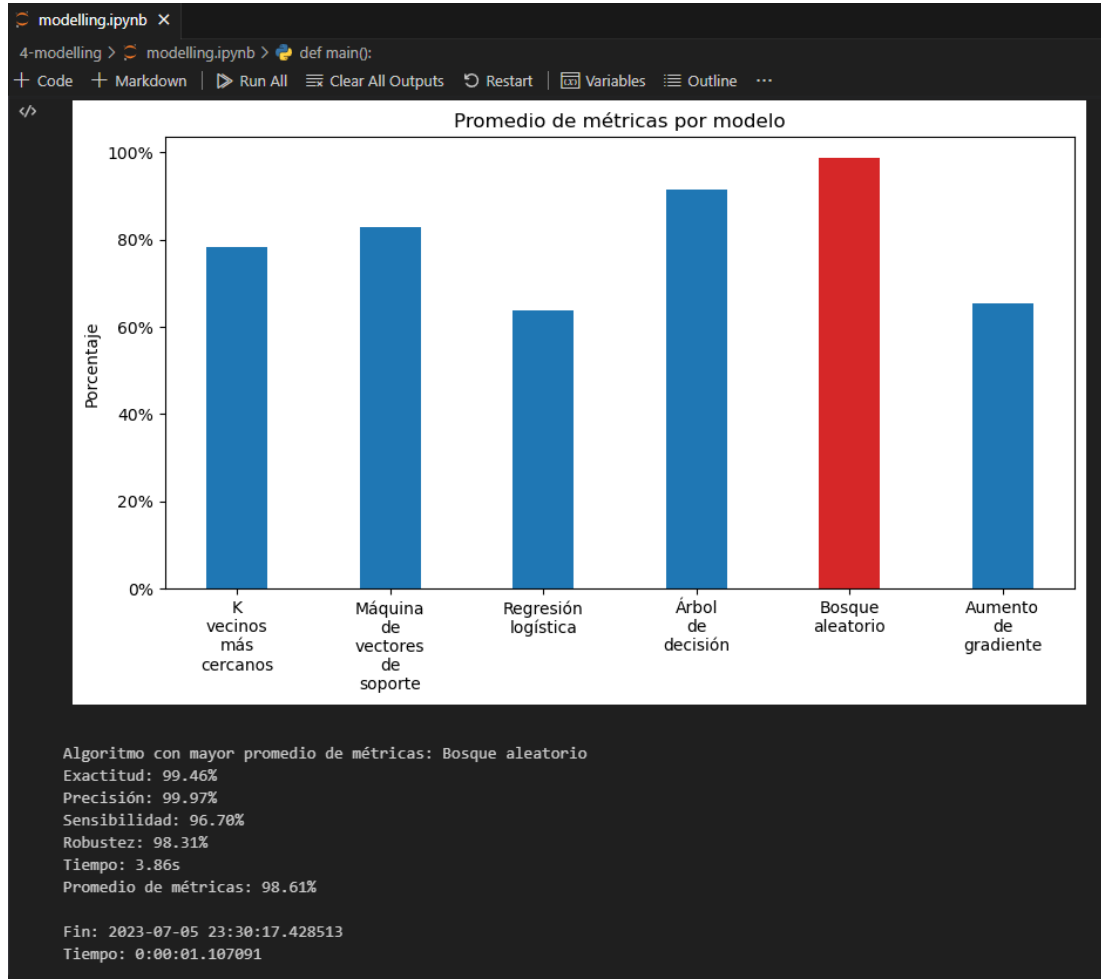 modelling.ipynb ×
4-modelling > modelling.ipynb > def main():
+ Code + Markdown | Run All Clear All Outputs Restart | Variables Outline ...
Promedio de métricas por modelo
100%
80%
60%
40%
20%
0%
Porcentaje
K
vecinos
más
cercanos
Máquina
de
vectores
de
soporte
Regresión
logística
Árbol
de
decisión
Bosque
aleatorio
Aumento
de
gradiente
Algoritmo con mayor promedio de métricas: Bosque aleatorio
Exactitud: 99.46%
Precisión: 99.97%
Sensibilidad: 96.70%
Robustez: 98.31%
Tiempo: 3.86s
Promedio de métricas: 98.61%
Fin: 2023-07-05 23:30:17.428513
Tiempo: 0:00:01.107091